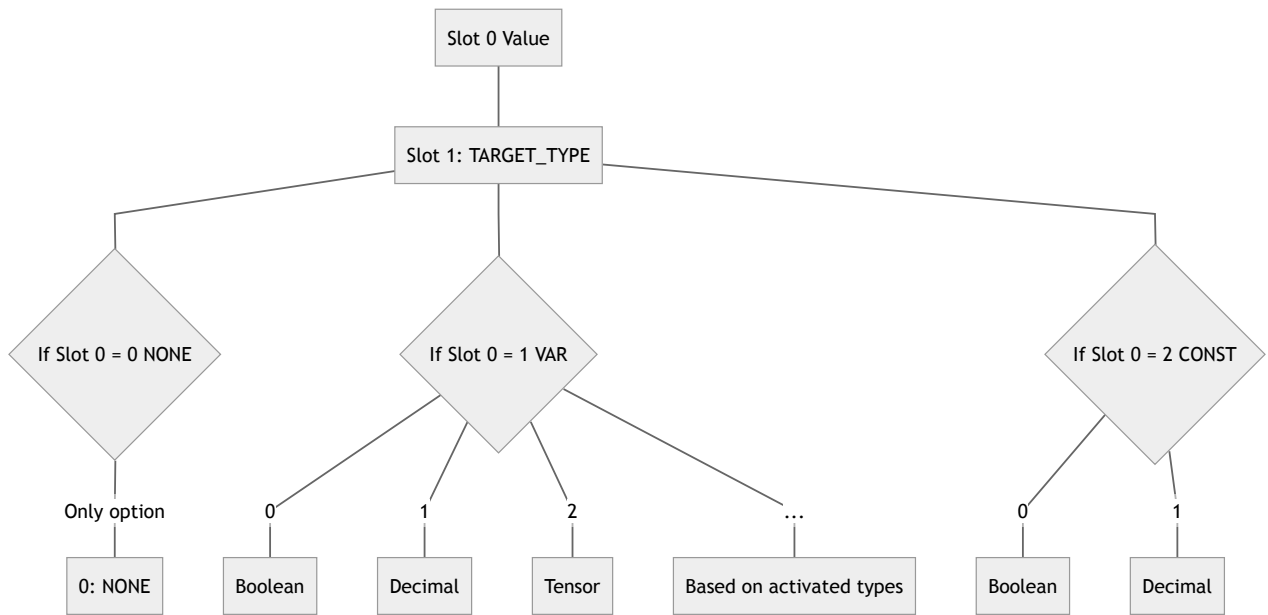 Slot 0 Value
Slot 1: TARGET_TYPE
If Slot 0 = 0 NONE
If Slot 0 = 1 VAR
If Slot 0 = 2 CONST
Only option
0
1
2
...
0
1
0: NONE
Boolean
Decimal
Tensor
Based on activated types
Boolean
Decimal